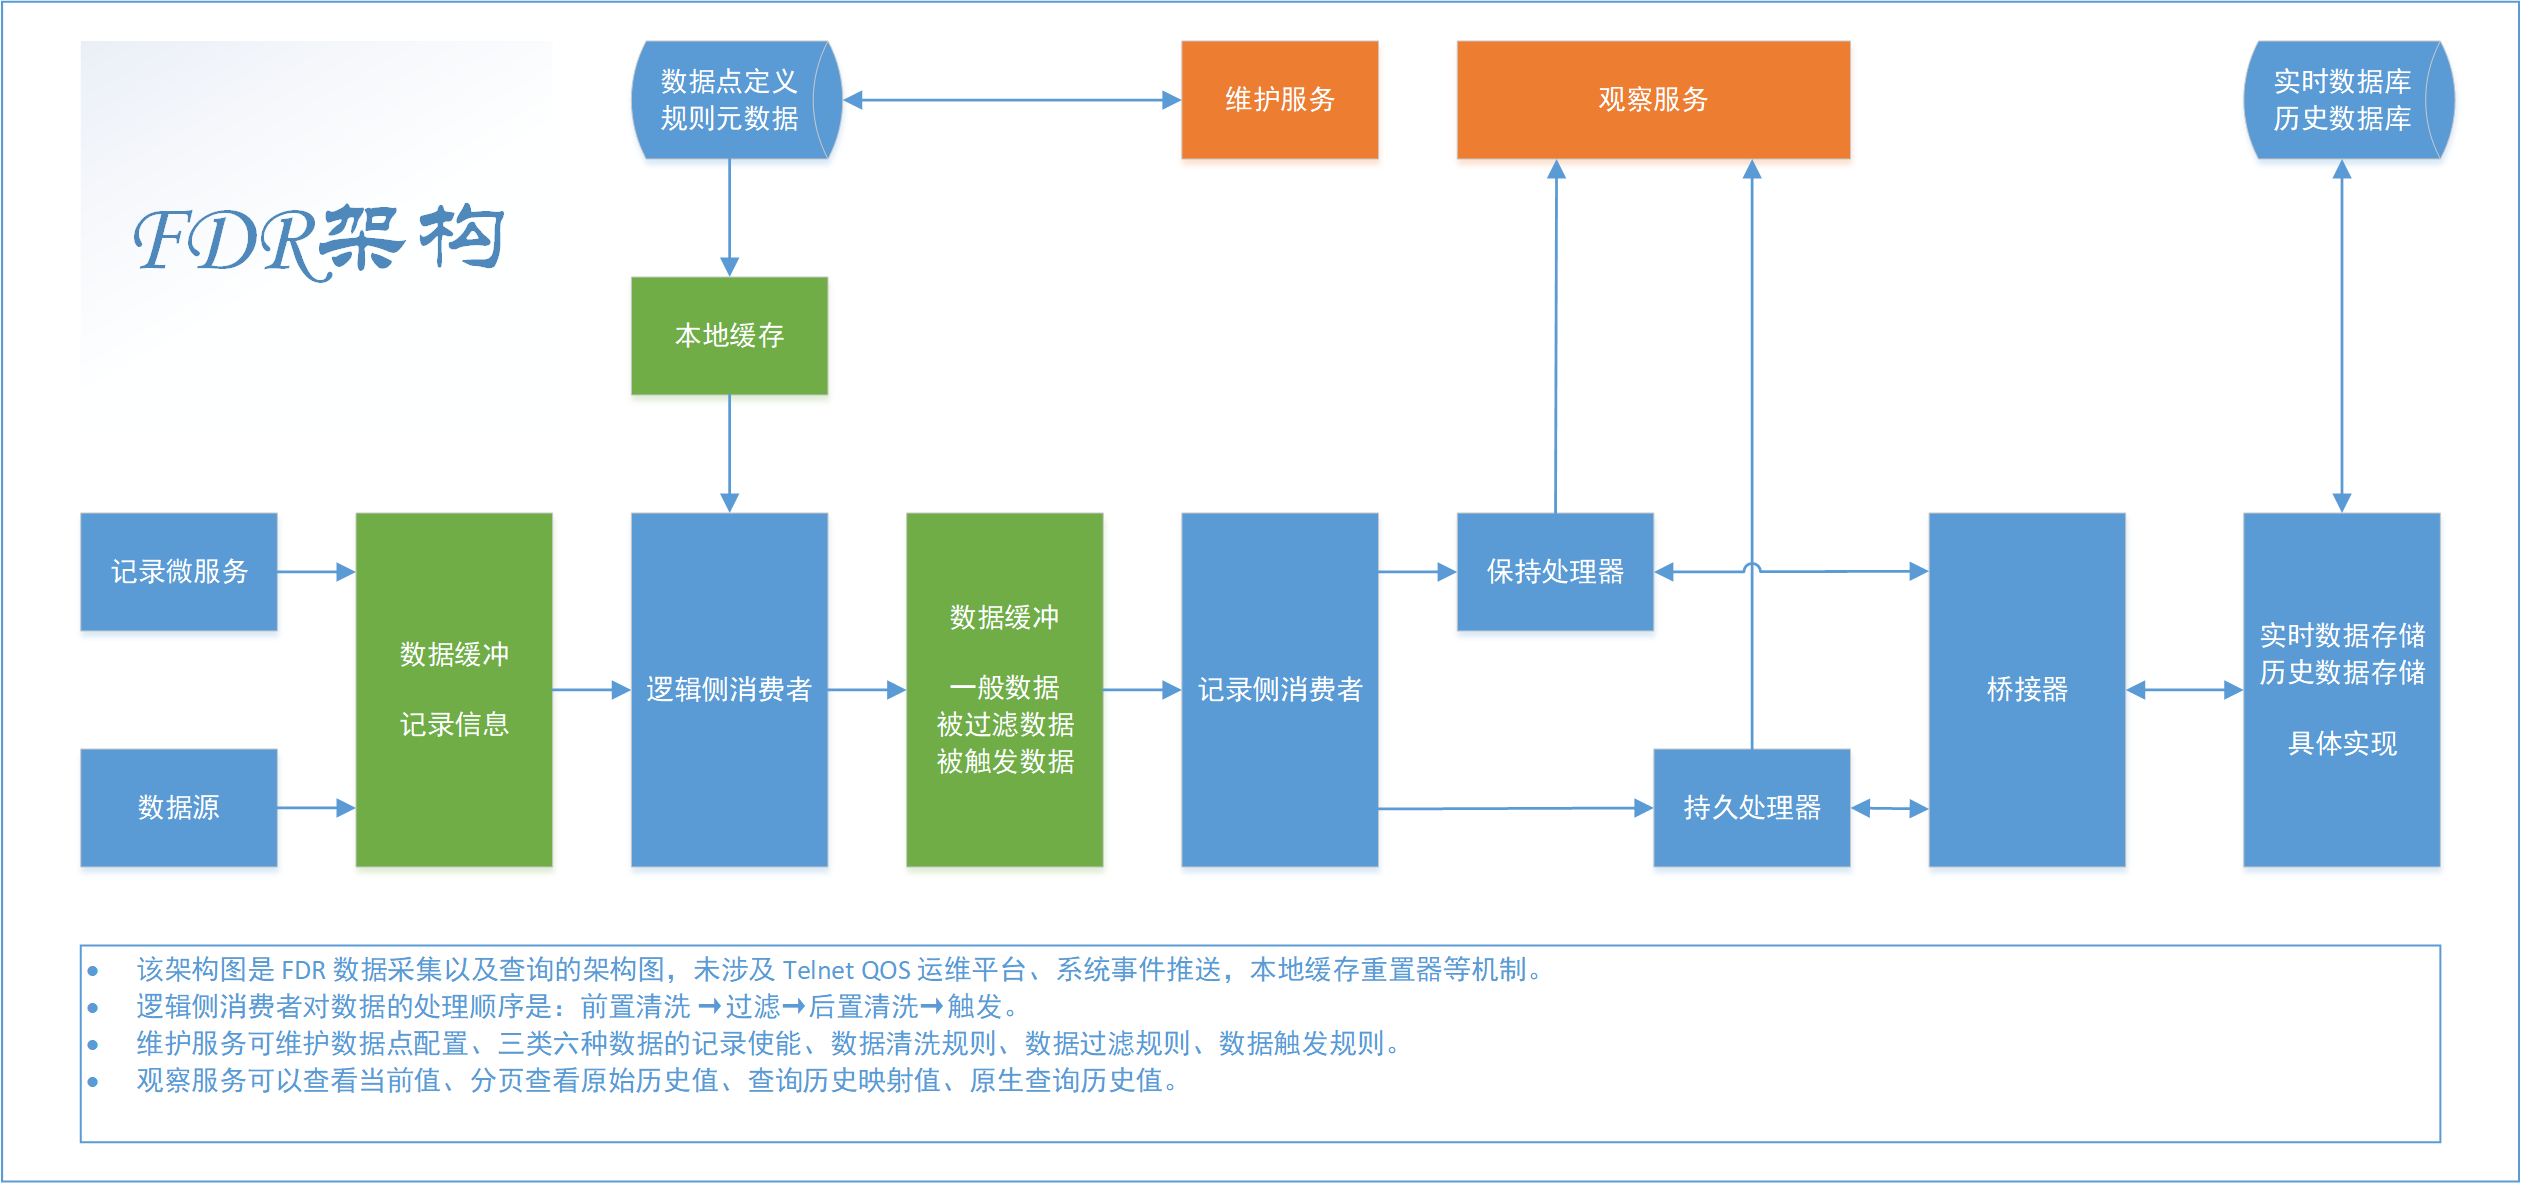 FDR架构
数据点定义
规则元数据
维护服务
观察服务
实时数据库
历史数据库
本地缓存
记录微服务
数据源
数据缓冲
记录信息
逻辑侧消费者
数据缓冲
一般数据
被过滤数据
被触发数据
记录侧消费者
保持处理器
持久处理器
桥接器
实时数据存储
历史数据存储
具体实现
● 该架构图是 FDR 数据采集以及查询的架构图，未涉及 Telnet QOS 运维平台、系统事件推送，本地缓存重置器等机制。
● 逻辑侧消费者对数据的处理顺序是：前置清洗 ➞ 过滤➞ 后置清洗➞ 触发。
● 维护服务可维护数据点配置、三类六种数据的记录使能、数据清洗规则、数据过滤规则、数据触发规则。
● 观察服务可以查看当前值、分页查看原始历史值、查询历史映射值、原生查询历史值。